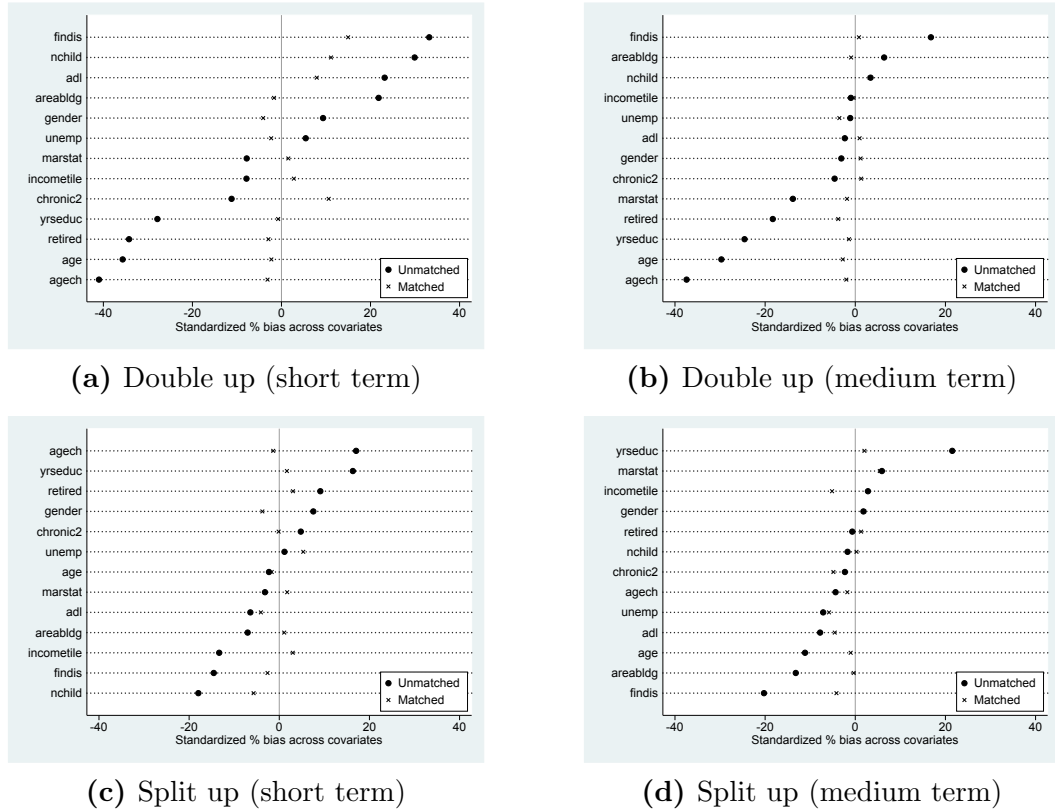 findis
nchild
adl
areabldg
gender
unemp
marstat
incometile
chronic2
yrseduc
retired
age
agech
Unmatched
Matched
-40 -20 0 20 40
Standardized % bias across covariates
(a) Double up (short term)
findis
areabldg
nchild
incometile
unemp
adl
gender
chronic2
marstat
retired
yrseduc
age
agech
Unmatched
Matched
-40 -20 0 20 40
Standardized % bias across covariates
(b) Double up (medium term)
agech
yrseduc
retired
gender
chronic2
unemp
age
marstat
adl
areabldg
incometile
findis
nchild
Unmatched
Matched
-40 -20 0 20 40
Standardized % bias across covariates
(c) Split up (short term)
yrseduc
marstat
incometile
gender
retired
nchild
chronic2
agech
unemp
adl
age
areabldg
findis
Unmatched
Matched
-40 -20 0 20 40
Standardized % bias across covariates
(d) Split up (medium term)